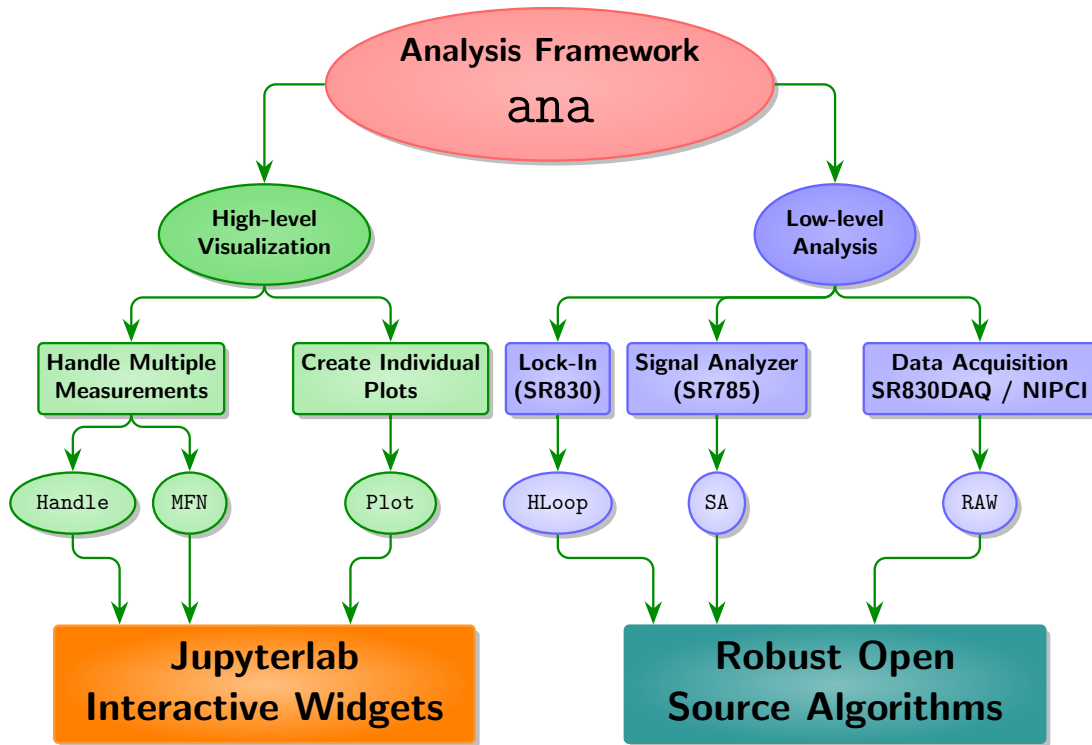 Analysis Framework
ana
High-level
Visualization
Low-level
Analysis
Handle Multiple
Measurements
Create Individual
Plots
Lock-In
(SR830)
Signal Analyzer
(SR785)
Data Acquisition
SR830DAQ / NIPCI
Handle
MFN
Plot
HLoop
SA
RAW
Jupyterlab
Interactive Widgets
Robust Open
Source Algorithms